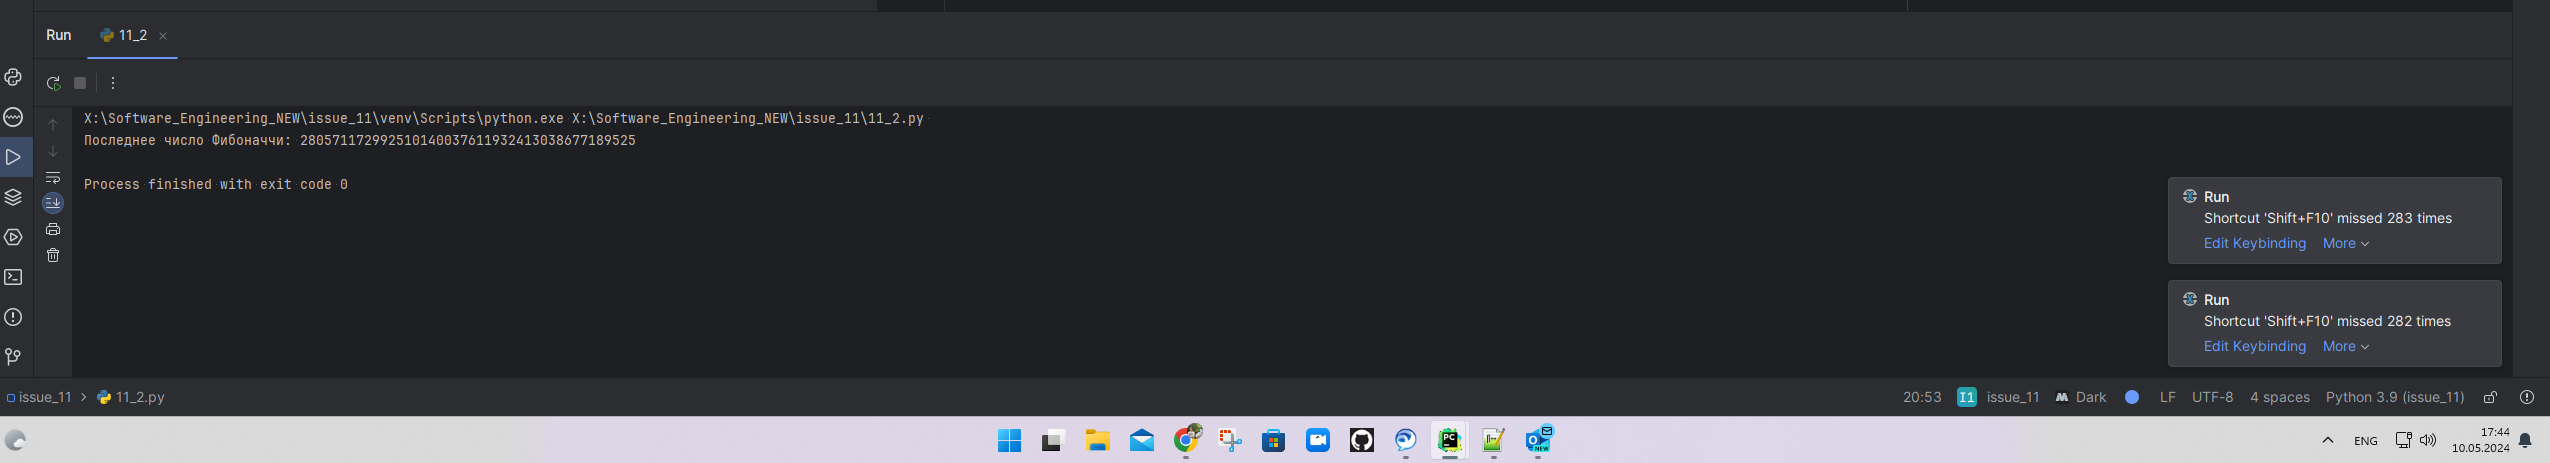 Run 11_2
X:\Software_Engineering_NEW\issue_11\venv\Scripts\python.exe X:\Software_Engineering_NEW\issue_11\11_2.py
Последнее число Фибоначчи: 280571172992510140037611932413038677189525
Process finished with exit code 0
Run
Shortcut 'Shift+F10' missed 283 times
Edit Keybinding More
Run
Shortcut 'Shift+F10' missed 282 times
Edit Keybinding More
issue_11 > 11_2.py
20:53 I1 issue_11 Dark LF UTF-8 4 spaces Python 3.9 (issue_11)
PC
NEW
ENG
17:44
10.05.2024